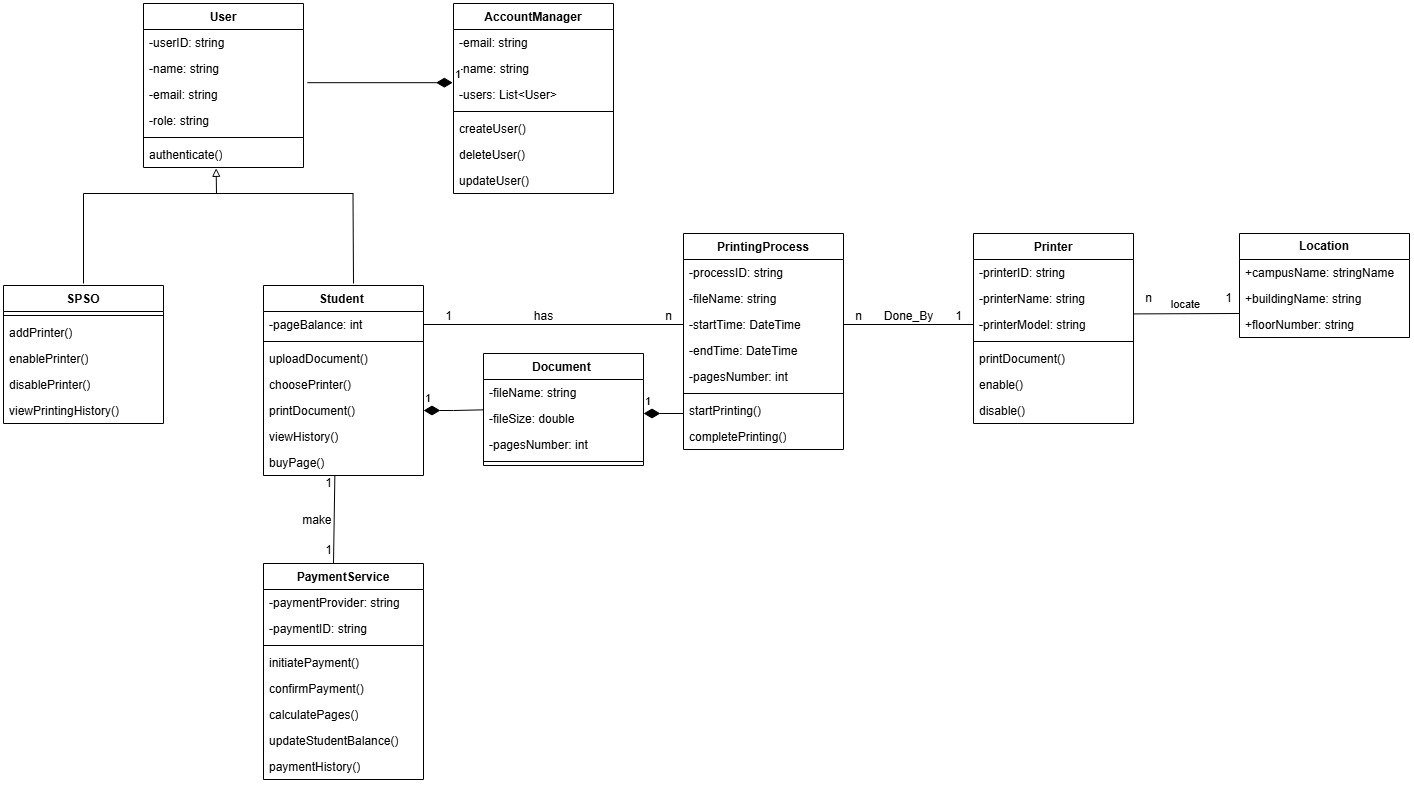 User
-userID: string
-name: string
-email: string
-role: string
authenticate()
AccountManager
-email: string
-name: string
-users: List<User>
createUser()
deleteUser()
updateUser()
1
SPSO
addPrinter()
enablePrinter()
disablePrinter()
viewPrintingHistory()
Student
-pageBalance: int
uploadDocument()
choosePrinter()
printDocument()
viewHistory()
buyPage()
1
has
n
1
Document
-fileName: string
-fileSize: double
-pagesNumber: int
1
PrintingProcess
-processID: string
-fileName: string
-startTime: DateTime
-endTime: DateTime
-pagesNumber: int
startPrinting()
completePrinting()
n
Done_By
1
Printer
-printerID: string
-printerName: string
-printerModel: string
printDocument()
enable()
disable()
n
locate
1
Location
+campusName: stringName
+buildingName: string
+floorNumber: string
1
make
1
PaymentService
-paymentProvider: string
-paymentID: string
initiatePayment()
confirmPayment()
calculatePages()
updateStudentBalance()
paymentHistory()